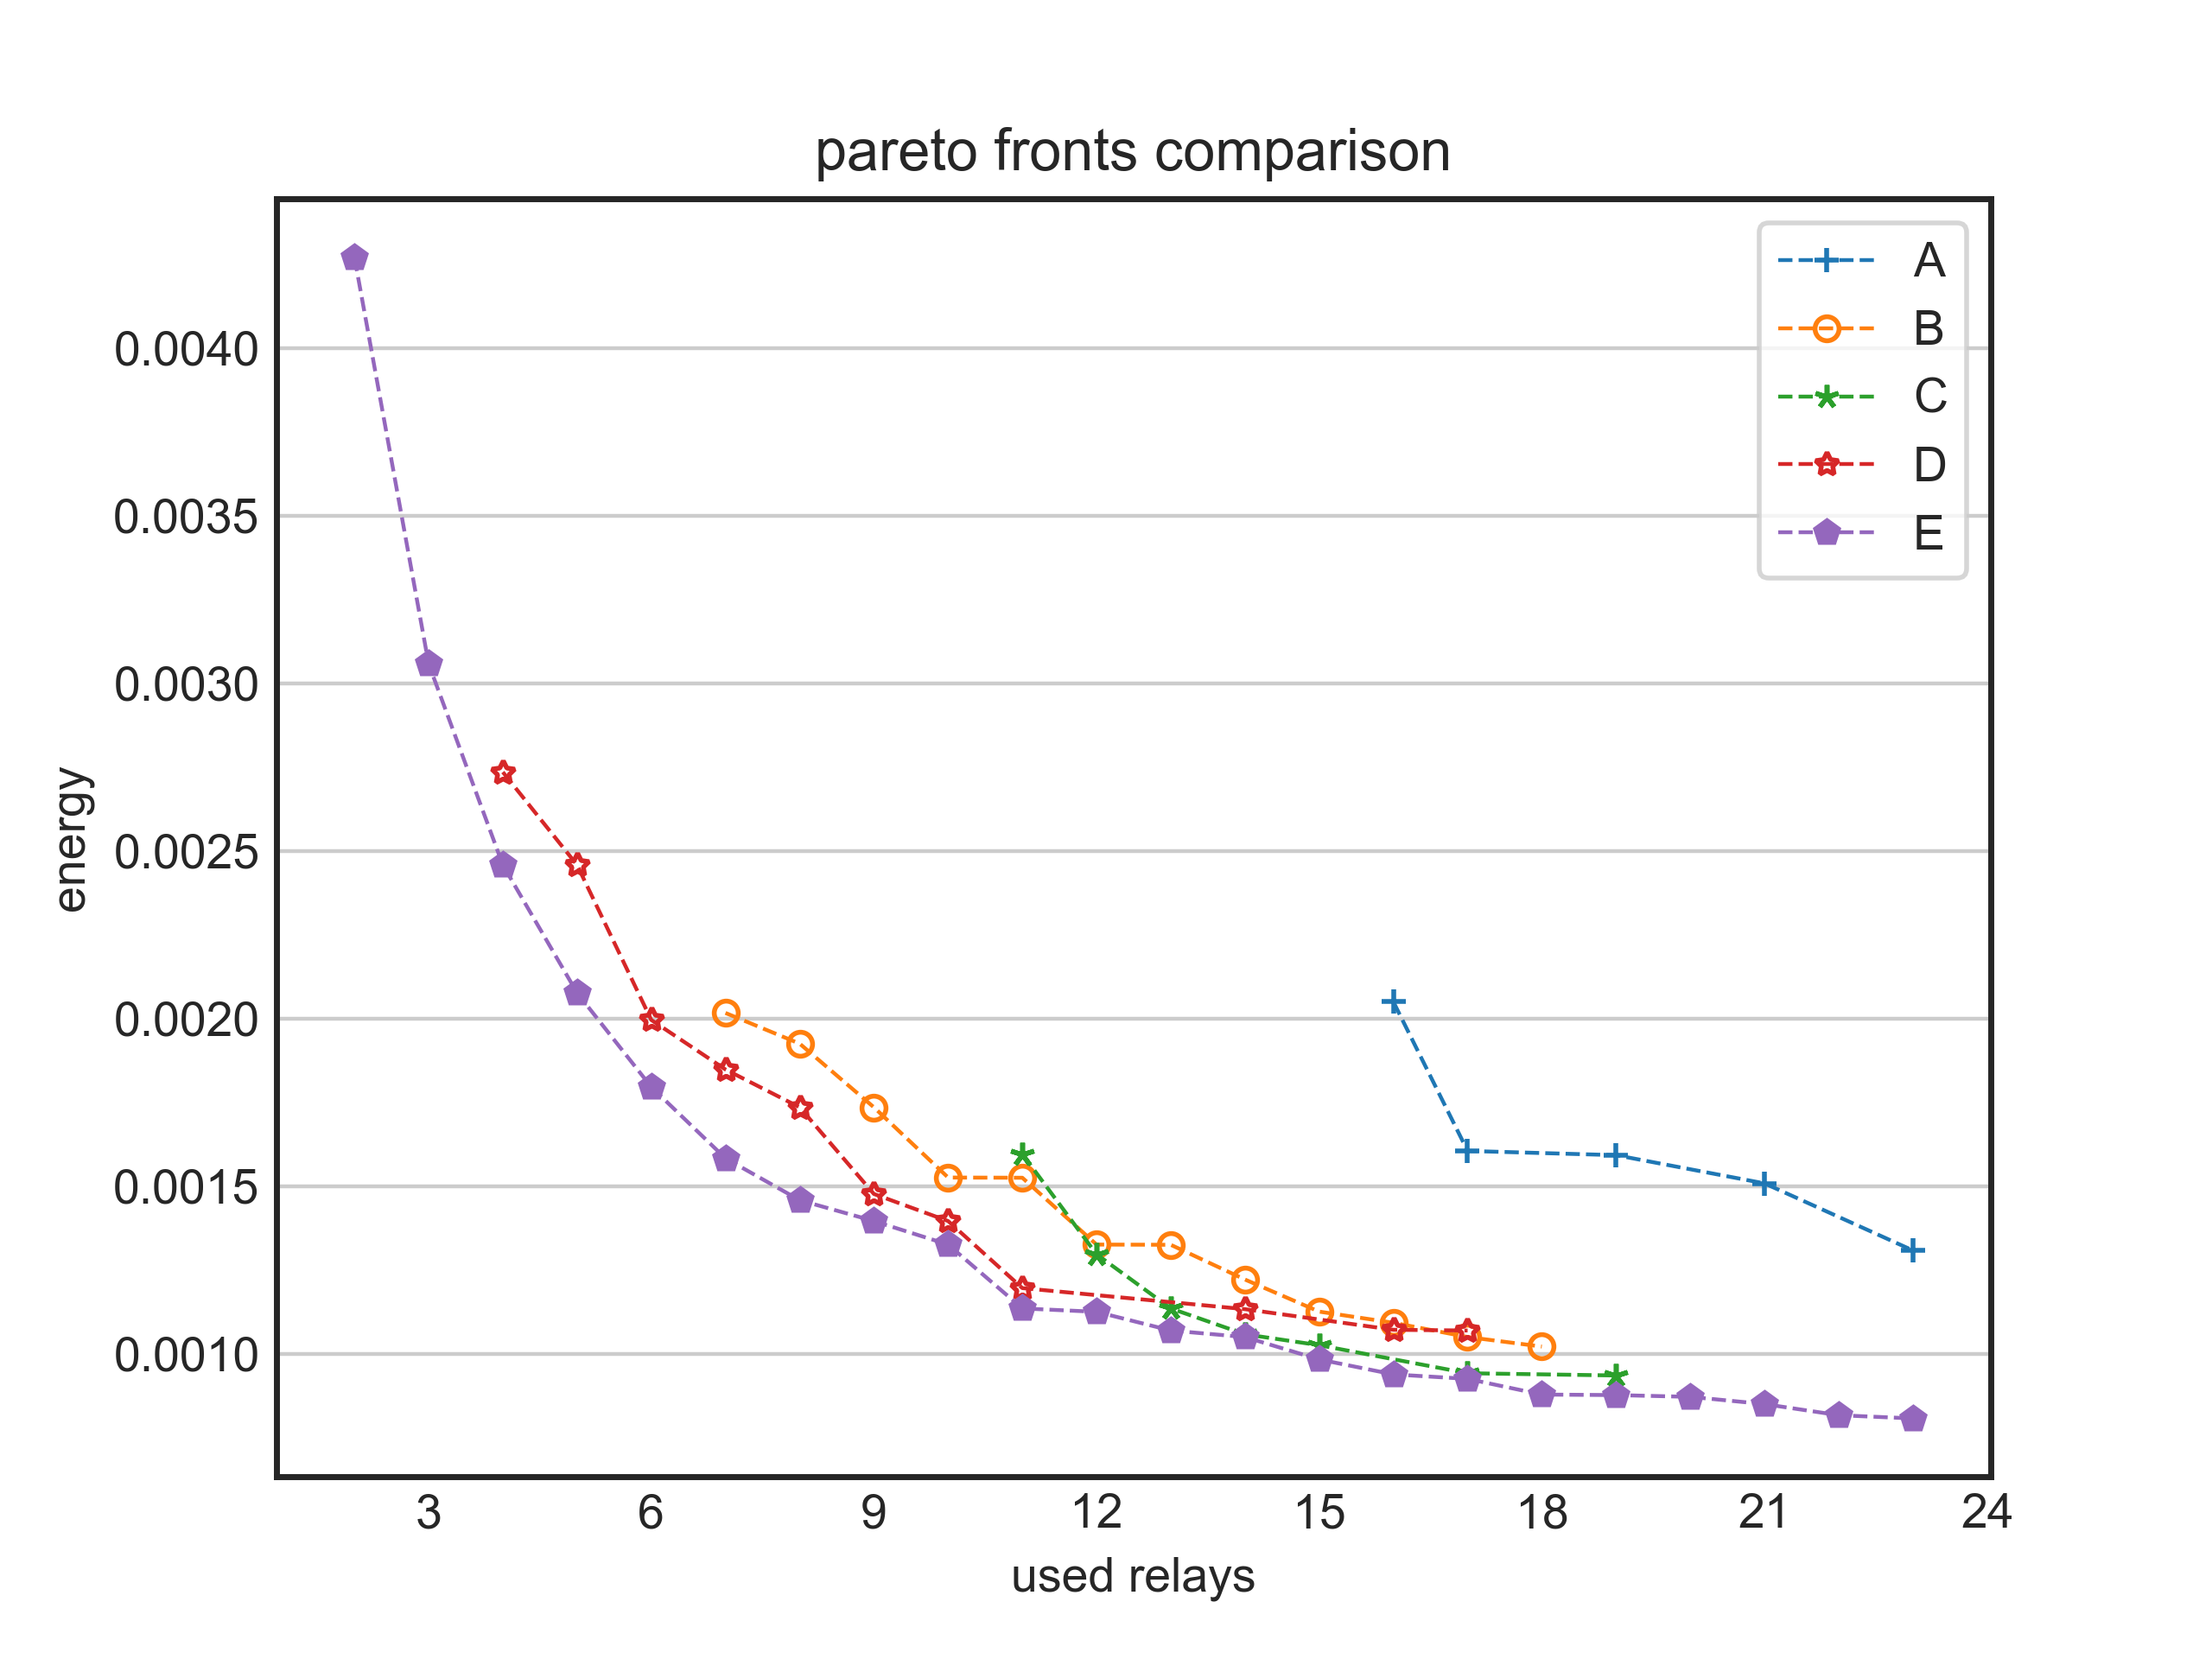 pareto fronts comparison
A
B
C
D
E
0.0040
0.0035
0.0030
0.0025
0.0020
0.0015
0.0010
energy
3 6 9 12 15 18 21 24
used relays